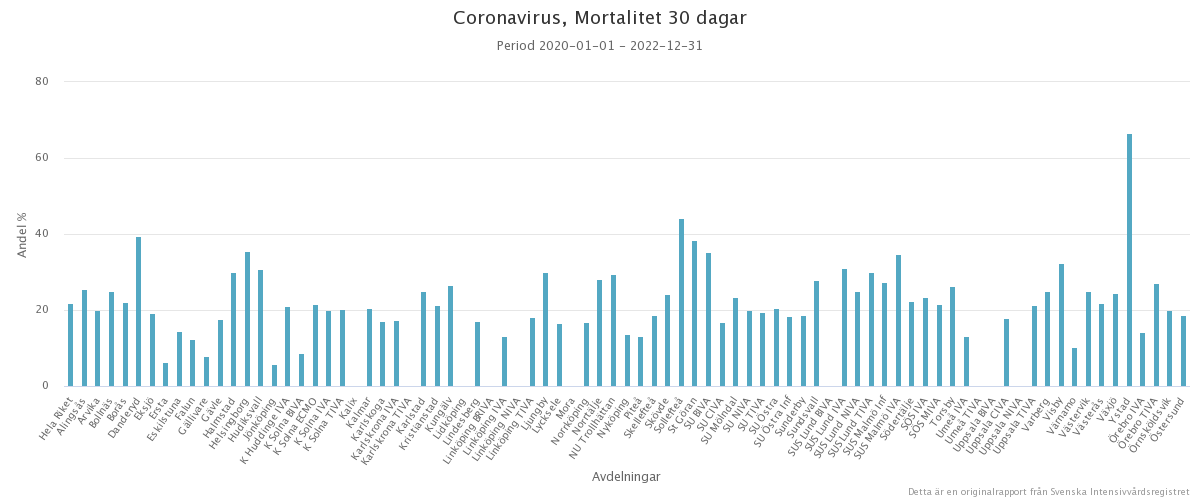 Coronavirus, Mortalitet 30 dagar
Period 2020-01-01 - 2022-12-31
80
60
40
20
0
Andel %
Hela Riket
Alingsås
Arvika
Bollnäs
Borås
Danderyd
Eksjö
Ersta
Eskilstuna
Falun
Gällivare
Gävle
Halmstad
Helsingborg
Hudiksvall
Jönköping
K Huddinge IVA
K Solna BIVA
K Solna ECMO
K Solna IVA
K Solna TIVA
Kalix
Kalmar
Karlskoga
Karlskrona IVA
Karlskrona TIVA
Karlstad
Kristianstad
Kungälv
Lidköping
Lindesberg
Linköping BRIVA
Linköping IVA
Linköping NIVA
Linköping TIVA
Ljungby
Lycksele
Mora
Norrköping
Norrtälje
NU Trollhättan
Nyköping
Piteå
Skellefteå
Skövde
Sollefteå
St Göran
SU BIVA
SU CIVA
SU Mölndal
SU NIVA
SU TIVA
SU Östra
SU Östra Inf
Sunderby
Sundsvall
SUS Lund BIVA
SUS Lund IVA
SUS Lund NIVA
SUS Lund TIVA
SUS Malmö Inf
SUS Malmö IVA
Södertälje
SÖS IVA
SÖS MIVA
Torsby
Umeå IVA
Umeå TIVA
Uppsala BRIVA
Uppsala CIVA
Uppsala NIVA
Uppsala TIVA
Varberg
Visby
Värnamo
Västervik
Västerås
Växjö
Ystad
Örebro IVA
Örebro TIVA
Örnsköldsvik
Östersund
Avdelningar
Detta är en originalrapport från Svenska Intensivvårdsregistret